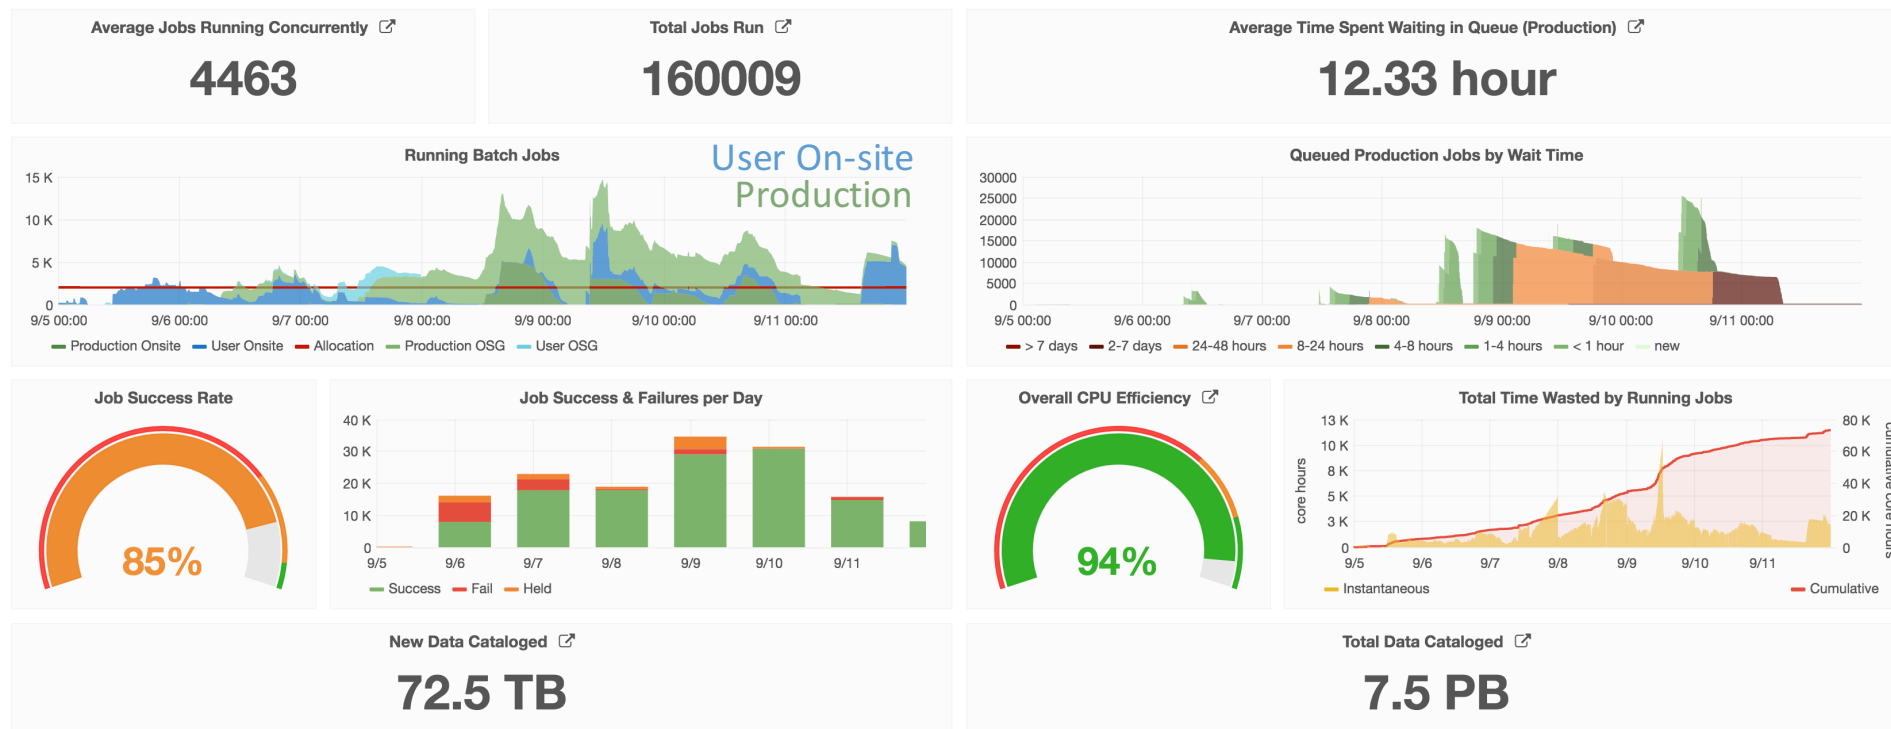 Average Jobs Running Concurrently
4463
Total Jobs Run
160009
Average Time Spent Waiting in Queue (Production)
12.33 hour
Running Batch Jobs
User On-site
Production
15 K
10 K
5 K
0
9/5 00:00 9/6 00:00 9/7 00:00 9/8 00:00 9/9 00:00 9/10 00:00 9/11 00:00
Production Onsite User Onsite Allocation Production OSG User OSG
Queued Production Jobs by Wait Time
30000
25000
20000
15000
10000
5000
0
9/5 00:00 9/6 00:00 9/7 00:00 9/8 00:00 9/9 00:00 9/10 00:00 9/11 00:00
> 7 days 2-7 days 24-48 hours 8-24 hours 4-8 hours 1-4 hours < 1 hour new
Job Success Rate
85%
Job Success & Failures per Day
40 K
30 K
20 K
10 K
0
9/5 9/6 9/7 9/8 9/9 9/10 9/11
Success Fail Held
Overall CPU Efficiency
94%
Total Time Wasted by Running Jobs
core hours
13 K
10 K
8 K
5 K
3 K
0
80 K
60 K
40 K
20 K
0
cumulative core hours
9/5 9/6 9/7 9/8 9/9 9/10 9/11
Instantaneous Cumulative
New Data Cataloged
72.5 TB
Total Data Cataloged
7.5 PB